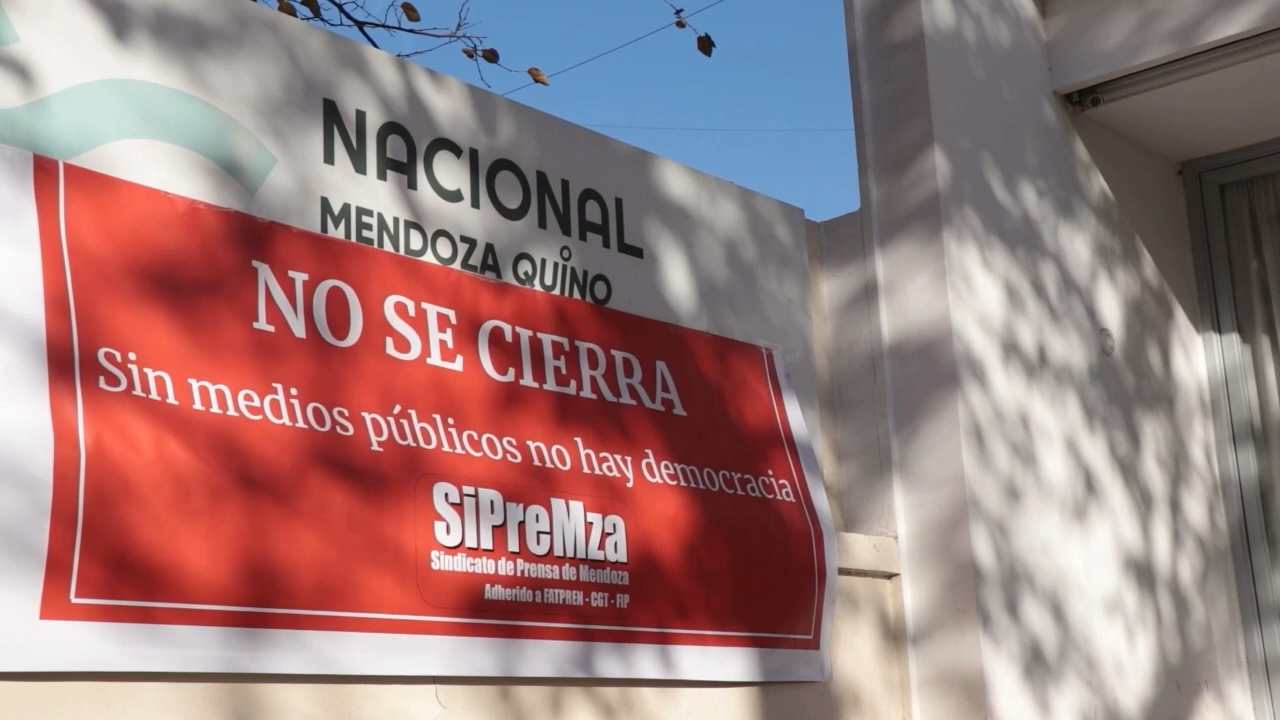 NACIONAL
MENDOZA QUINO
NO SE CIERRA
Sin medios públicos no hay democracia
SiPreMza
Sindicato de Prensa de Mendoza
Adherido a FATPREN - CGT - FIP